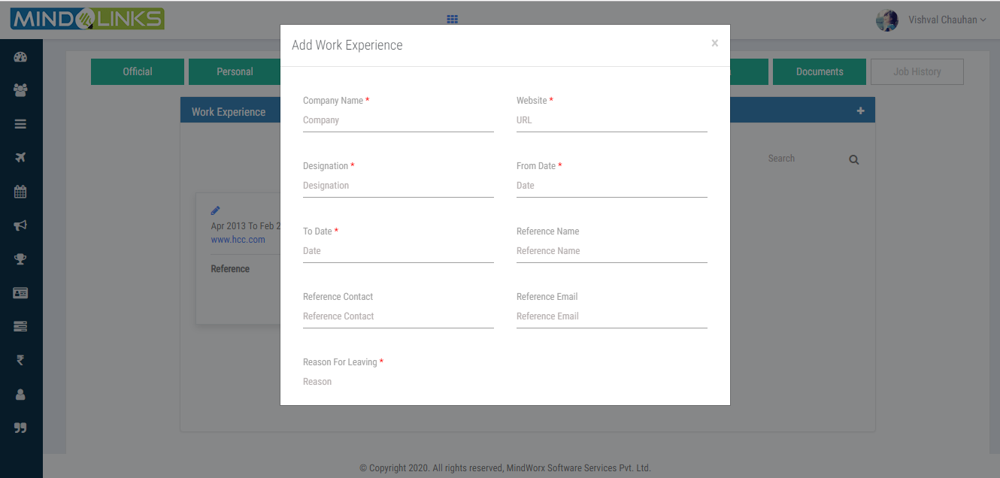 MINDLINKS
Vishval Chauhan
Add Work Experience
×
Official
Personal
Documents
Job History
Work Experience
+
Company Name *
Company
Website *
URL
Search
Designation *
Designation
From Date *
Date
Apr 2013 To Feb 2
www.hcc.com
Reference
To Date *
Date
Reference Name
Reference Name
Reference Contact
Reference Contact
Reference Email
Reference Email
Reason For Leaving *
Reason
© Copyright 2020. All rights reserved, MindWorx Software Services Pvt. Ltd.